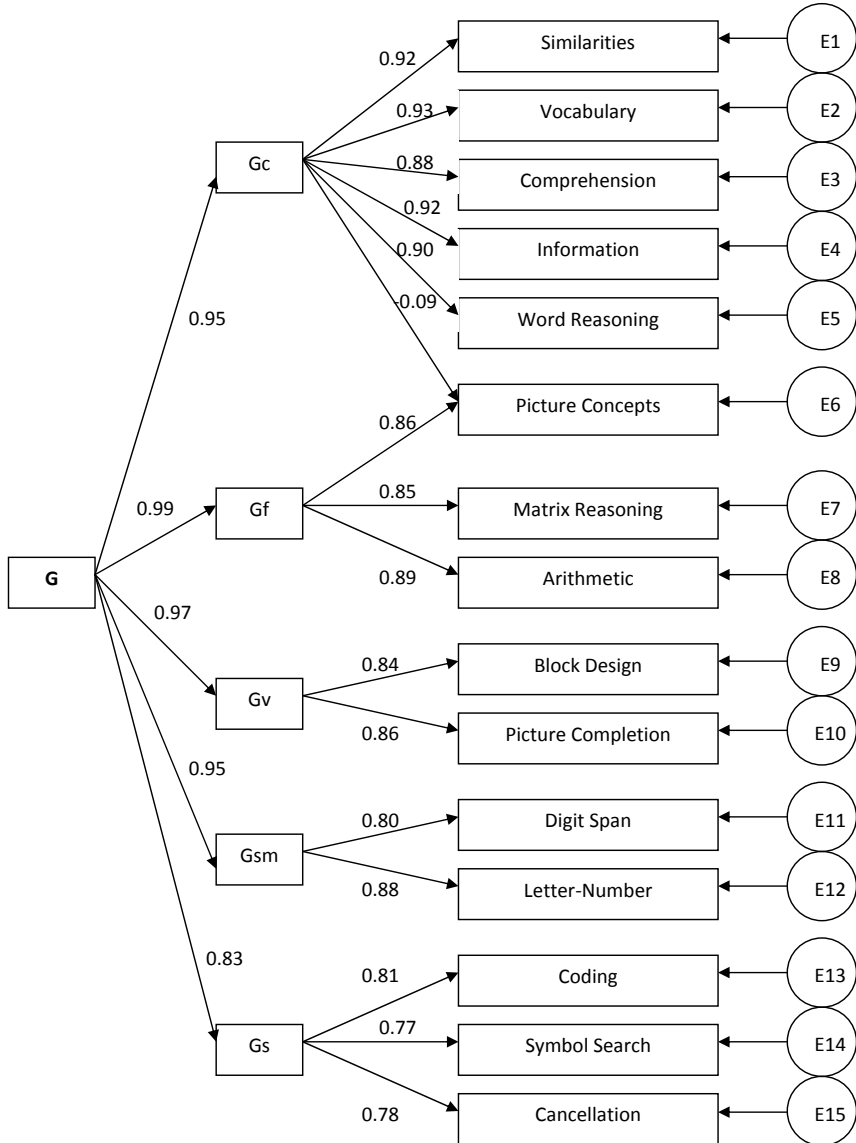 Similarities
E1
0.92
Vocabulary
E2
0.93
Gc
0.88
Comprehension
E3
0.92
Information
E4
0.90
-0.09
Word Reasoning
E5
0.95
Picture Concepts
E6
0.86
0.99
Gf
0.85
Matrix Reasoning
E7
G
0.89
Arithmetic
E8
0.97
0.84
Block Design
E9
Gv
0.86
Picture Completion
E10
0.95
0.80
Digit Span
E11
Gsm
0.88
Letter-Number
E12
0.83
0.81
Coding
E13
Gs
0.77
Symbol Search
E14
0.78
Cancellation
E15